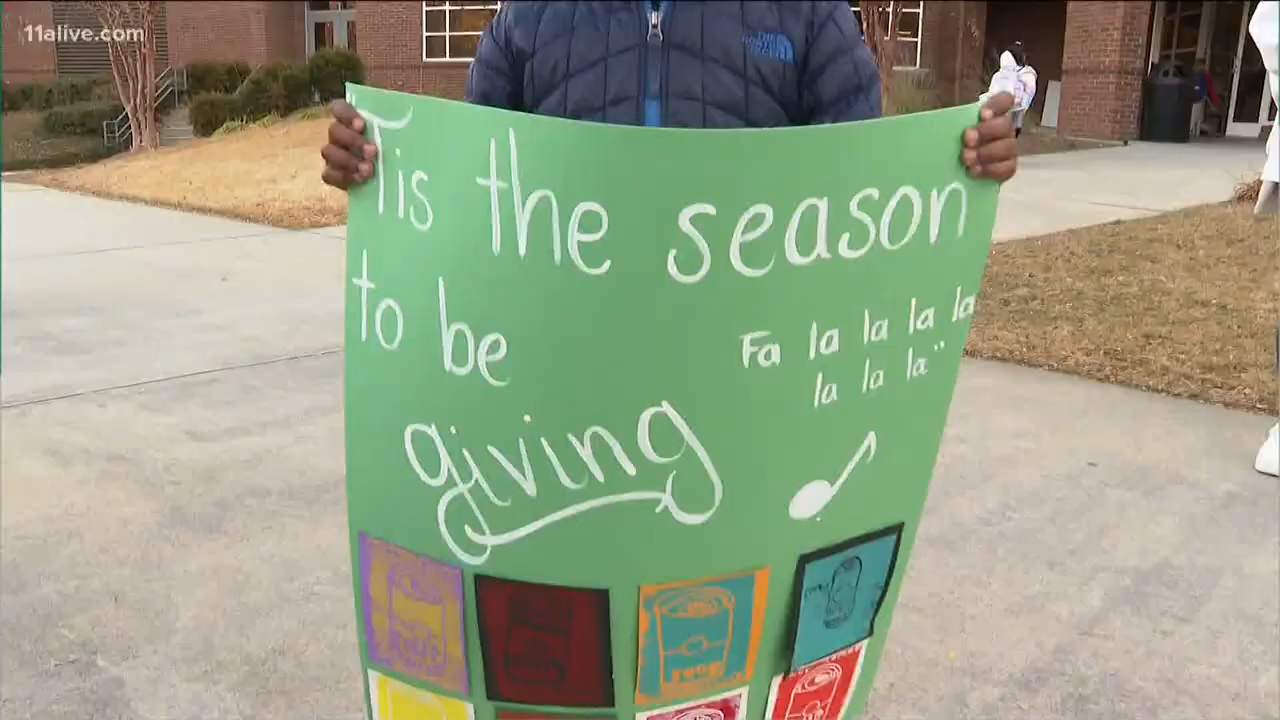 11alive.com
THE
NORTH
FACE
Tis the season
to be
giving
Fa la la la la
la la la"